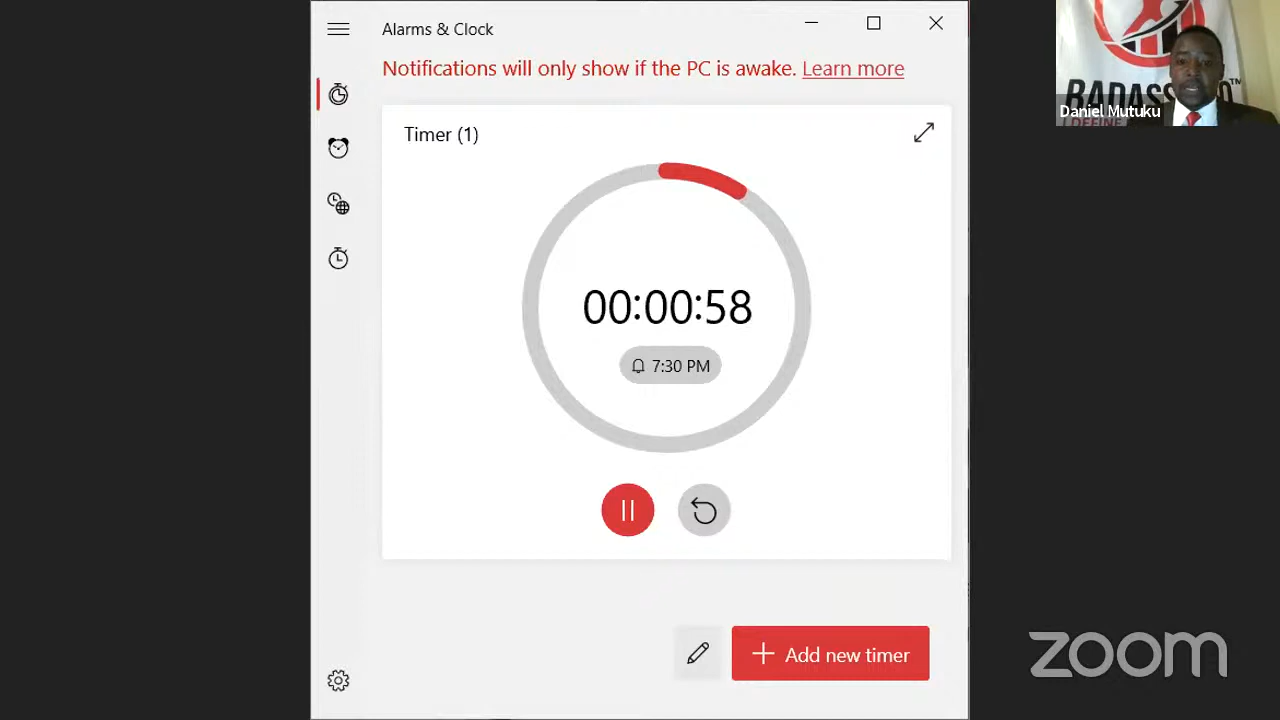 Alarms & Clock
Notifications will only show if the PC is awake. Learn more
Timer (1)
00:00:58
7:30 PM
Add new timer
Daniel Mutuku
zoom